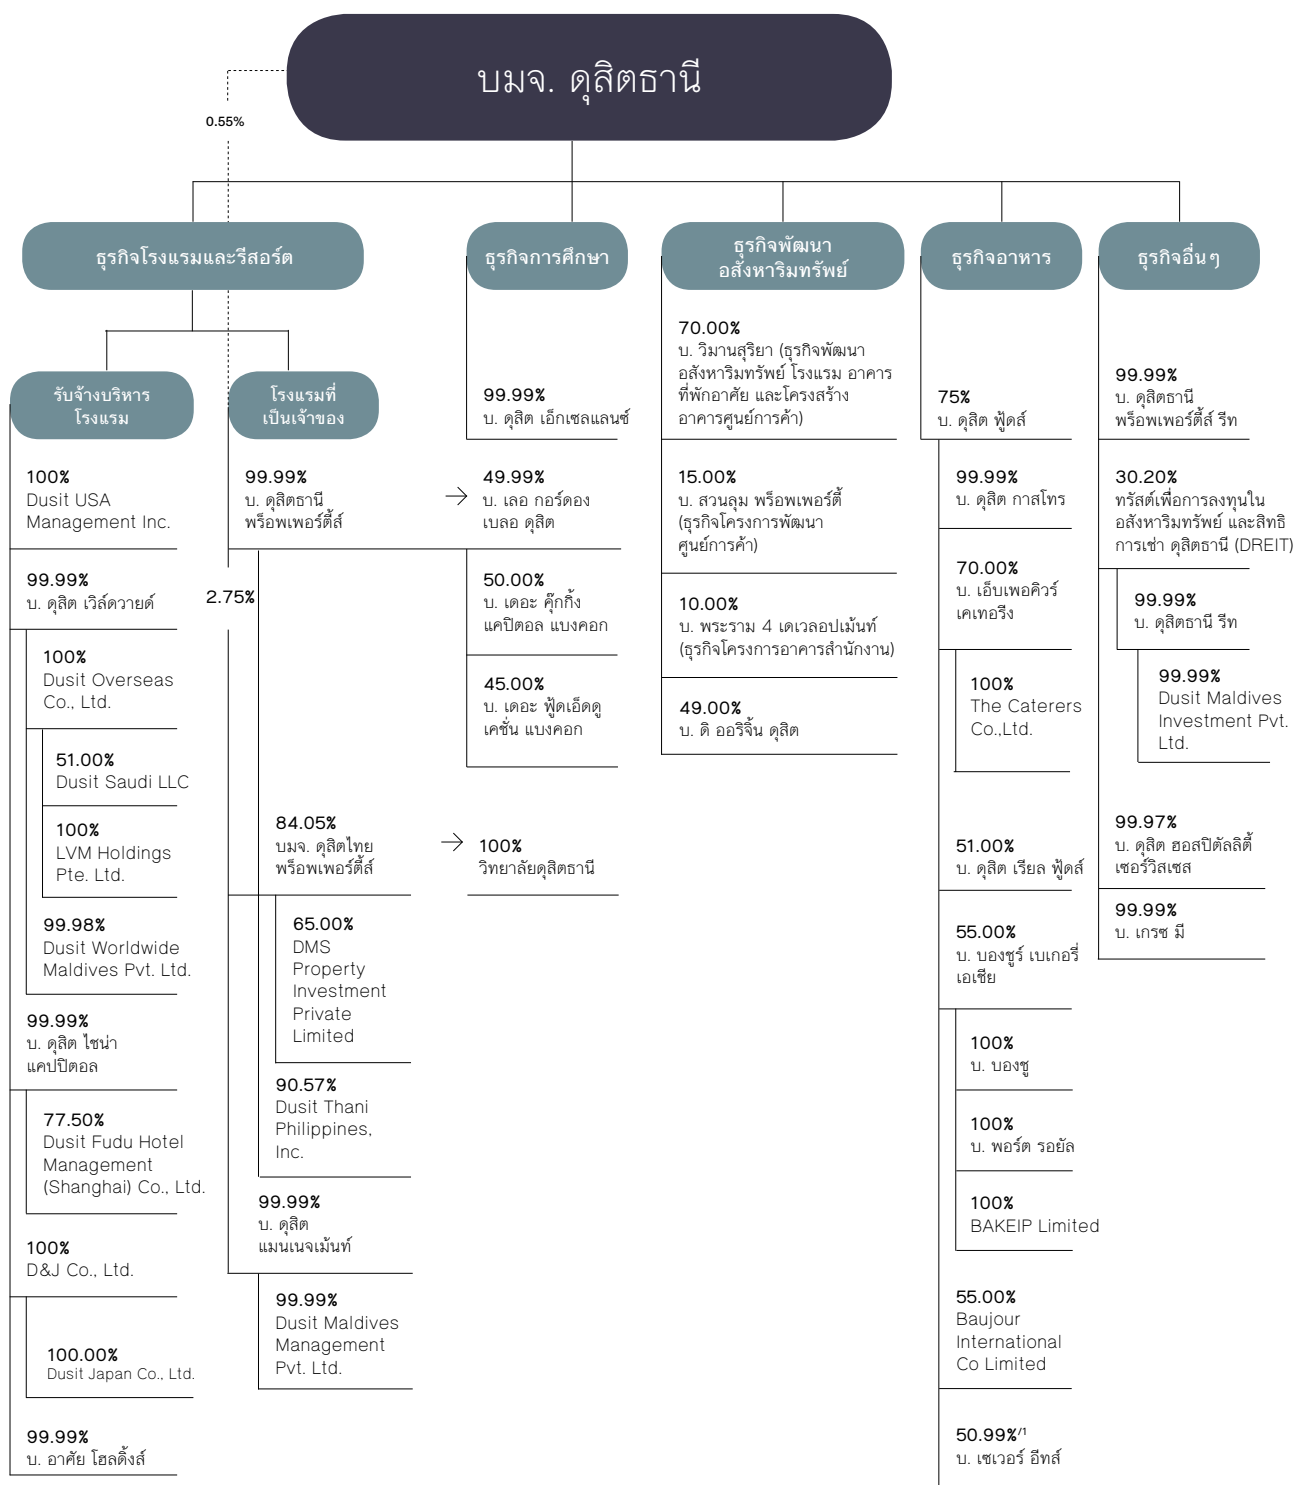 บมจ. ดุสิตธานี
0.55%
ธุรกิจโรงแรมและรีสอร์ต
รับจ้างบริหาร
โรงแรม
100%
Dusit USA
Management Inc.
99.99%
บ. ดุสิต เวิล์ดวายด์
100%
Dusit Overseas
Co., Ltd.
51.00%
Dusit Saudi LLC
100%
LVM Holdings
Pte. Ltd.
99.98%
Dusit Worldwide
Maldives Pvt. Ltd.
99.99%
บ. ดุสิต ไชน่า
แคปปิตอล
77.50%
Dusit Fudu Hotel
Management
(Shanghai) Co., Ltd.
100%
D&J Co., Ltd.
100.00%
Dusit Japan Co., Ltd.
99.99%
บ. อาศัย โฮลดิ้งส์
โรงแรมที่
เป็นเจ้าของ
99.99%
บ. ดุสิตธานี
พร็อพเพอร์ตี้ส์
2.75%
84.05%
บมจ. ดุสิตไทย
พร็อพเพอร์ตี้ส์
65.00%
DMS
Property
Investment
Private
Limited
90.57%
Dusit Thani
Philippines,
Inc.
99.99%
บ. ดุสิต
แมนเนจเม้นท์
99.99%
Dusit Maldives
Management
Pvt. Ltd.
ธุรกิจการศึกษา
99.99%
บ. ดุสิต เอ็กเซลแลนซ์
→ 49.99%
บ. เลอ กอร์ดอง
เบลอ ดุสิต
50.00%
บ. เดอะ คุ๊กกิ้ง
แคปิตอล แบงคอก
45.00%
บ. เดอะ ฟู้ดเอ็ดดู
เคชั่น แบงคอก
→ 100%
วิทยาลัยดุสิตธานี
ธุรกิจพัฒนา
อสังหาริมทรัพย์
70.00%
บ. วิมานสุริยา (ธุรกิจพัฒนา
อสังหาริมทรัพย์ โรงแรม อาคาร
ที่พักอาศัย และโครงสร้าง
อาคารศูนย์การค้า)
15.00%
บ. สวนลุม พร็อพเพอร์ตี้
(ธุรกิจโครงการพัฒนา
ศูนย์การค้า)
10.00%
บ. พระราม 4 เดเวลอปเม้นท์
(ธุรกิจโครงการอาคารสำนักงาน)
49.00%
บ. ดิ ออริจิ้น ดุสิต
ธุรกิจอาหาร
75%
บ. ดุสิต ฟู้ดส์
99.99%
บ. ดุสิต กาสโทร
70.00%
บ. เอ็บเพอคิวร์
เคเทอริง
100%
The Caterers
Co.,Ltd.
51.00%
บ. ดุสิต เรียล ฟู้ดส์
55.00%
บ. บองชูร์ เบเกอรี่
เอเชีย
100%
บ. บองชู
100%
บ. พอร์ต รอยัล
100%
BAKEIP Limited
55.00%
Baujour
International
Co Limited
50.99%/1
บ. เซเวอร์ อีทส์
ธุรกิจอื่นๆ
99.99%
บ. ดุสิตธานี
พร็อพเพอร์ตี้ส์ รีท
30.20%
ทรัสต์เพื่อการลงทุนใน
อสังหาริมทรัพย์ และสิทธิ
การเช่า ดุสิตธานี (DREIT)
99.99%
บ. ดุสิตธานี รีท
99.99%
Dusit Maldives
Investment Pvt.
Ltd.
99.97%
บ. ดุสิต ฮอสปิตัลลิตี้
เซอร์วิสเซส
99.99%
บ. เกรซ มี